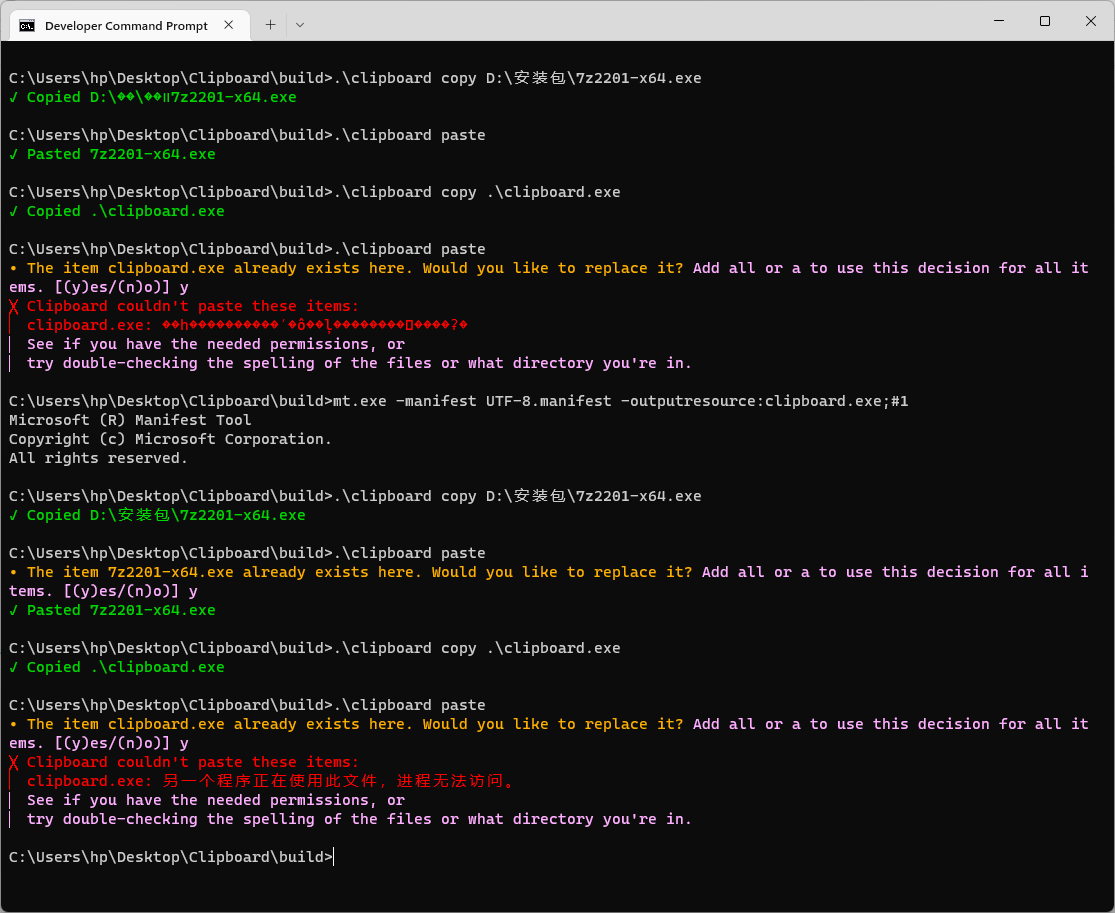 Developer Command Prompt
C:\Users\hp\Desktop\Clipboard\build>.\clipboard copy D:\安装包\7z2201-x64.exe
√ Copied D:\��\��װ7z2201-x64.exe
C:\Users\hp\Desktop\Clipboard\build>.\clipboard paste
√ Pasted 7z2201-x64.exe
C:\Users\hp\Desktop\Clipboard\build>.\clipboard copy .\clipboard.exe
√ Copied .\clipboard.exe
C:\Users\hp\Desktop\Clipboard\build>.\clipboard paste
• The item clipboard.exe already exists here. Would you like to replace it? Add all or a to use this decision for all it
ems. [(y)es/(n)o)] y
╳ Clipboard couldn't paste these items:
▏ clipboard.exe:
▏ See if you have the needed permissions, or
▏ try double-checking the spelling of the files or what directory you're in.
C:\Users\hp\Desktop\Clipboard\build>mt.exe -manifest UTF-8.manifest -outputresource:clipboard.exe;#1
Microsoft (R) Manifest Tool
Copyright (c) Microsoft Corporation.
All rights reserved.
C:\Users\hp\Desktop\Clipboard\build>.\clipboard copy D:\安装包\7z2201-x64.exe
√ Copied D:\安装包\7z2201-x64.exe
C:\Users\hp\Desktop\Clipboard\build>.\clipboard paste
• The item 7z2201-x64.exe already exists here. Would you like to replace it? Add all or a to use this decision for all i
tems. [(y)es/(n)o)] y
√ Pasted 7z2201-x64.exe
C:\Users\hp\Desktop\Clipboard\build>.\clipboard copy .\clipboard.exe
√ Copied .\clipboard.exe
C:\Users\hp\Desktop\Clipboard\build>.\clipboard paste
• The item clipboard.exe already exists here. Would you like to replace it? Add all or a to use this decision for all it
ems. [(y)es/(n)o)] y
╳ Clipboard couldn't paste these items:
▏ clipboard.exe: 另一个程序正在使用此文件，进程无法访问。
▏ See if you have the needed permissions, or
▏ try double-checking the spelling of the files or what directory you're in.
C:\Users\hp\Desktop\Clipboard\build>